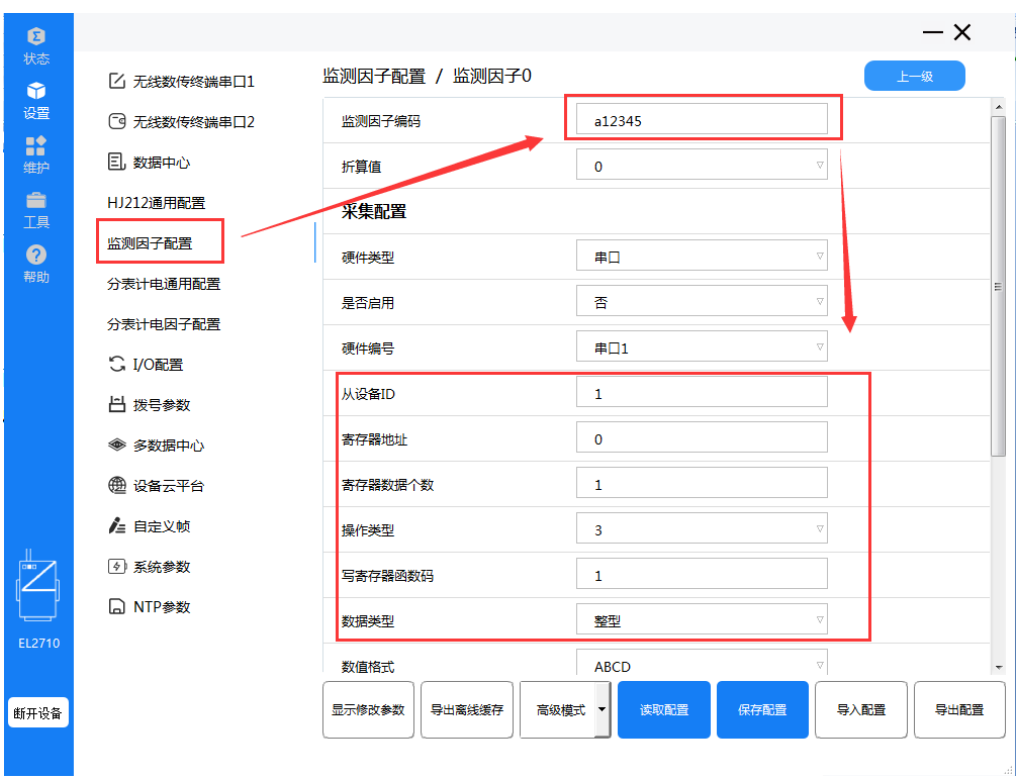 状态
设置
维护
工具
帮助
EL2710
断开设备
无线数传终端串口1
无线数传终端串口2
数据中心
HJ212通用配置
监测因子配置
分表计电通用配置
分表计电因子配置
I/O配置
拨号参数
多数据中心
设备云平台
自定义帧
系统参数
NTP参数
监测因子配置 / 监测因子0
上一级
监测因子编码 a12345
折算值 0
采集配置
硬件类型 串口
是否启用 否
硬件编号 串口1
从设备ID 1
寄存器地址 0
寄存器数据个数 1
操作类型 3
写寄存器函数码 1
数据类型 整型
数值格式 ABCD
显示修改参数 导出离线缓存 高级模式 读取配置 保存配置 导入配置 导出配置